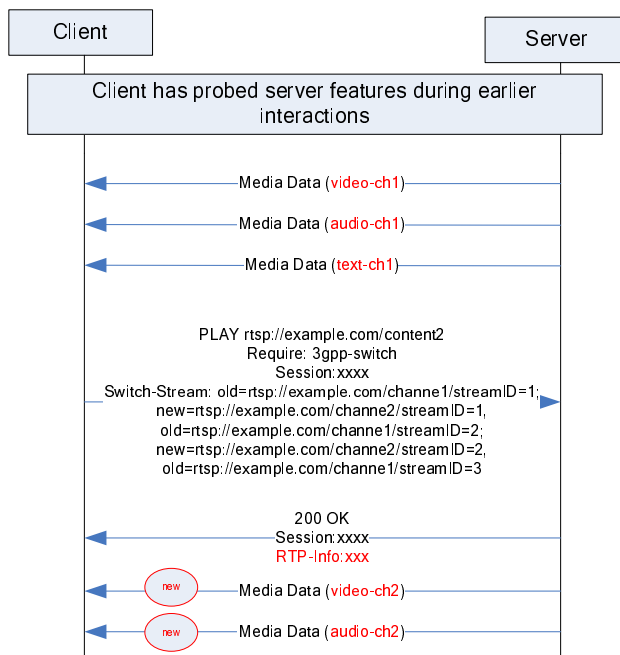 Client
Server
Client has probed server features during earlier
interactions
Media Data (video-ch1)
Media Data (audio-ch1)
Media Data (text-ch1)
PLAY rtsp://example.com/content2
Require: 3gpp-switch
Session:xxxx
Switch-Stream: old=rtsp://example.com/channe1/streamID=1;
new=rtsp://example.com/channe2/streamID=1,
old=rtsp://example.com/channe1/streamID=2;
new=rtsp://example.com/channe2/streamID=2,
old=rtsp://example.com/channe1/streamID=3
200 OK
Session:xxxx
RTP-Info:xxx
new
Media Data (video-ch2)
new
Media Data (audio-ch2)